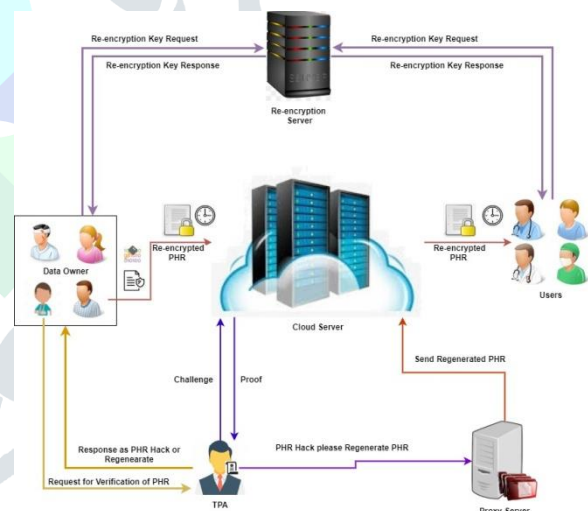 Re-encryption Key Request
Re-encryption Key Request
Re-encryption Key Response
Re-encryption Key Response
Re-encryption
Server
Re-encrypted
PHR
Re-encrypted
PHR
Data Owner
Users
Cloud Server
Send Regenerated PHR
Challenge
Proof
Response as PHR Hack or
Regenearate
PHR Hack please Regenerate PHR
Request for Verification of PHR
TPA
Proxy Server